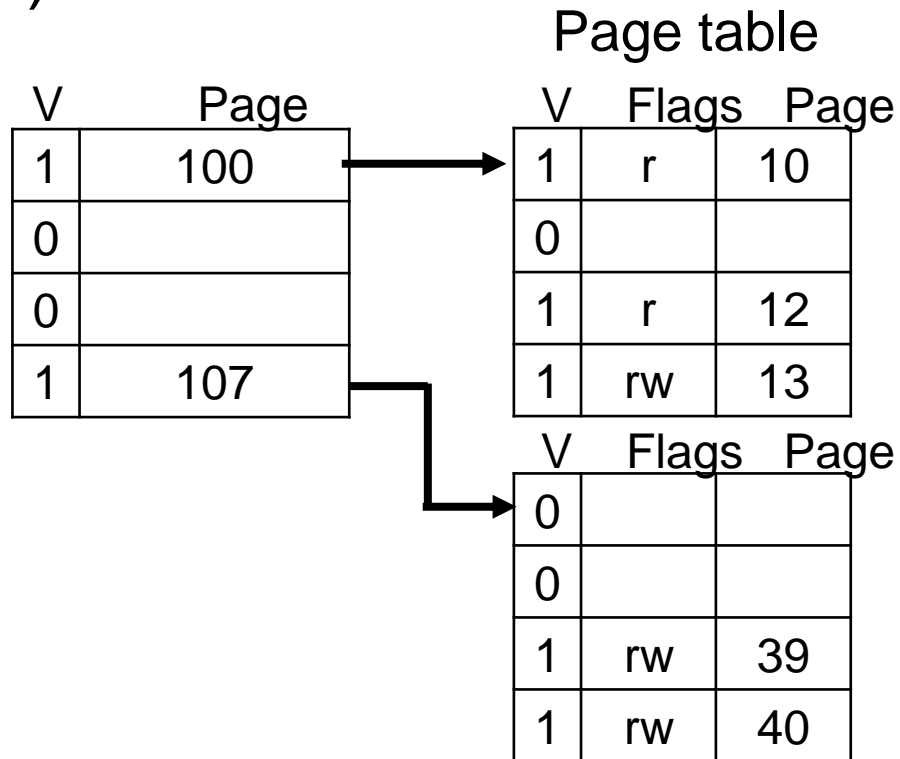 )
Page table
V Page
1 100
0
0
1 107
V Flags Page
1 r 10
0
1 r 12
1 rw 13
V Flags Page
0
0
1 rw 39
1 rw 40